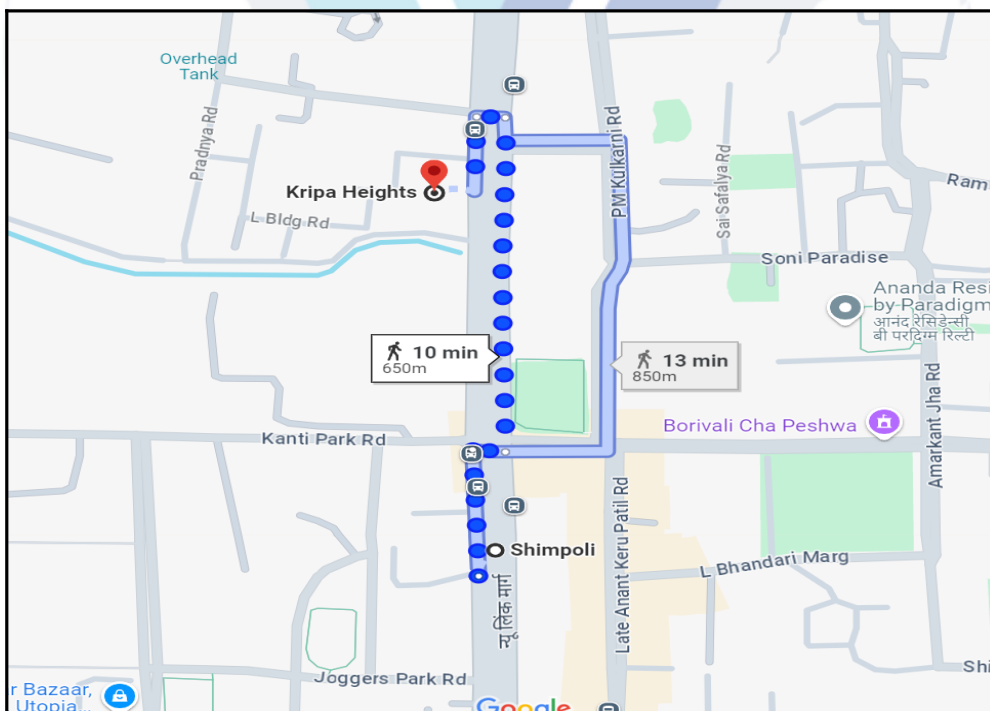 Overhead
Tank
Pradnya Rd
PM Kulkarni Rd
Sai Safalya Rd
Ram
Kripa Heights
L Bldg Rd
Soni Paradise
Ananda Resi
by Paradigm
आनंद रेसिडेन्सी
बी परदिग्म रिल्टी
10 min
650m
13 min
850m
Amarkant Jha Rd
Borivali Cha Peshwa
Kanti Park Rd
Late Anant Keru Patil Rd
Shimpoli
L Bhandari Marg
न्यू लिंक मार्ग
Joggers Park Rd
Shi
r Bazaar,
Utopia...
Google